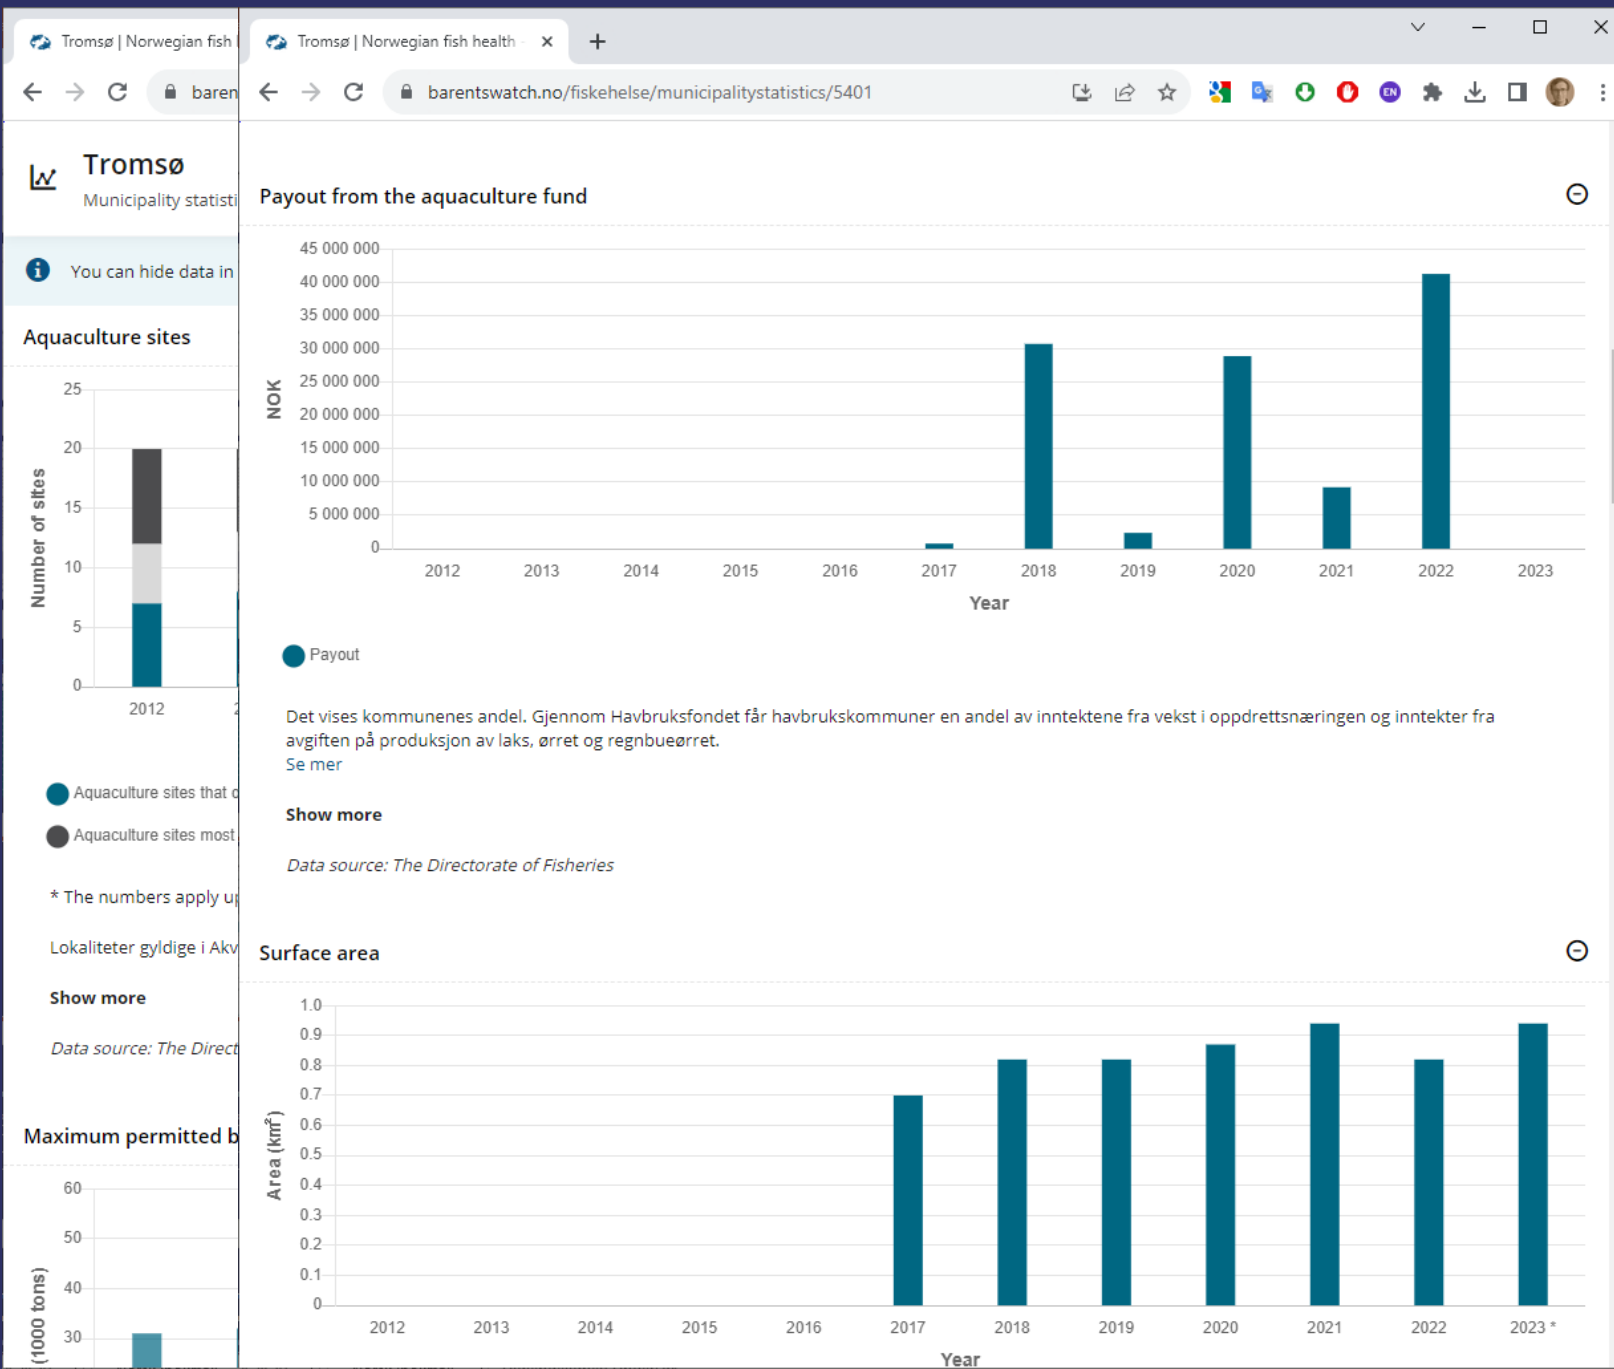 Tromsø | Norwegian fish
Tromsø | Norwegian fish health
baren
barentswatch.no/fiskehelse/municipalitystatistics/5401
EN
Tromsø
Municipality statisti
You can hide data in
Aquaculture sites
25
20
15
10
5
0
Number of sites
2012
Aquaculture sites that
Aquaculture sites most
* The numbers apply up
Lokaliteter gyldige i Akv
Show more
Data source: The Direct
Maximum permitted b
60
50
40
30
(1000 tons)
Payout from the aquaculture fund
45 000 000
40 000 000
35 000 000
30 000 000
25 000 000
20 000 000
15 000 000
10 000 000
5 000 000
0
NOK
2012 2013 2014 2015 2016 2017 2018 2019 2020 2021 2022 2023
Year
Payout
Det vises kommunenes andel. Gjennom Havbruksfondet får havbrukskommuner en andel av inntektene fra vekst i oppdrettsnæringen og inntekter fra
avgiften på produksjon av laks, ørret og regnbueørret.
Se mer
Show more
Data source: The Directorate of Fisheries
Surface area
1.0
0.9
0.8
0.7
0.6
0.5
0.4
0.3
0.2
0.1
0
Area (km²)
2012 2013 2014 2015 2016 2017 2018 2019 2020 2021 2022 2023 *
Year